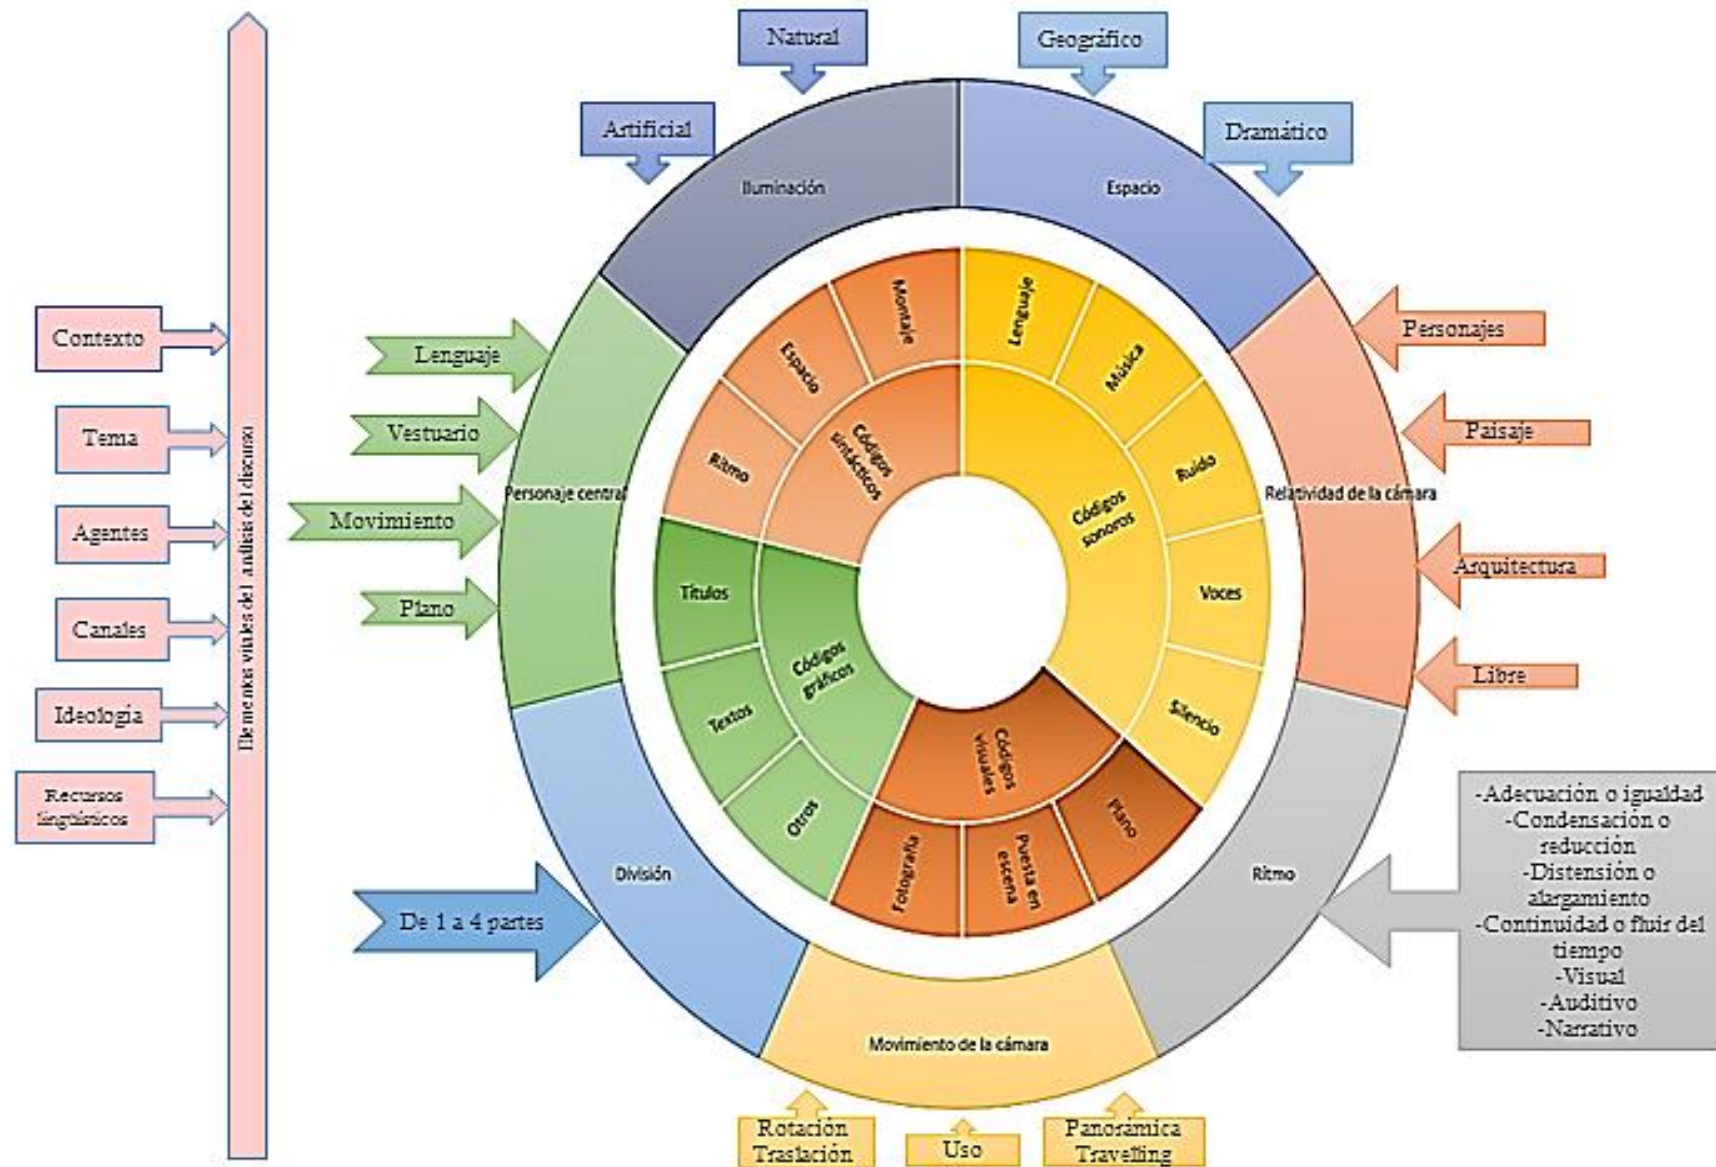 Natural
Geográfico
Artificial
Dramático
Iluminación
Espacio
Contexto
Tema
Agentes
Canales
Ideología
Recursos
lingüísticos
Elementos vitales del análisis del discurso
Lenguaje
Vestuario
Movimiento
Plano
Personaje central
Personajes
Paisaje
Arquitectura
Libre
Relatividad de la cámara
Montaje
Espacio
Ritmo
Códigos
sintácticos
Lenguaje
Música
Ruido
Voces
Silencio
Códigos
sonoros
Títulos
Textos
Otros
Códigos
gráficos
Códigos
visuales
Fotografía
Puesta en
escena
Plano
De 1 a 4 partes
División
Ritmo
-Adecuación o igualdad
-Condensación o
reducción
-Distensión o
alargamiento
-Continuidad o fluir del
tiempo
-Visual
-Auditivo
-Narrativo
Movimiento de la cámara
Rotación
Traslación
Uso
Panorámica
Travelling